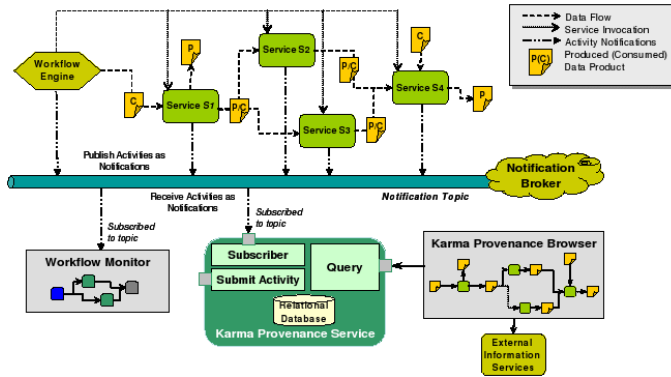 Workflow
Engine
P
C
Service S1
P/C
Service S2
P/C
Service S3
P/C
C
Service S4
P
Data Flow
Service Invocation
Activity Notifications
P(C)
Produced (Consumed)
Data Product
Publish Activities as
Notifications
Receive Activities as
Notifications
Notification Topic
Notification
Broker
Subscribed
to topic
Subscribed
to topic
Workflow Monitor
Subscriber
Submit Activity
Query
Relational
Database
Karma Provenance Service
Karma Provenance Browser
External
Information
Services